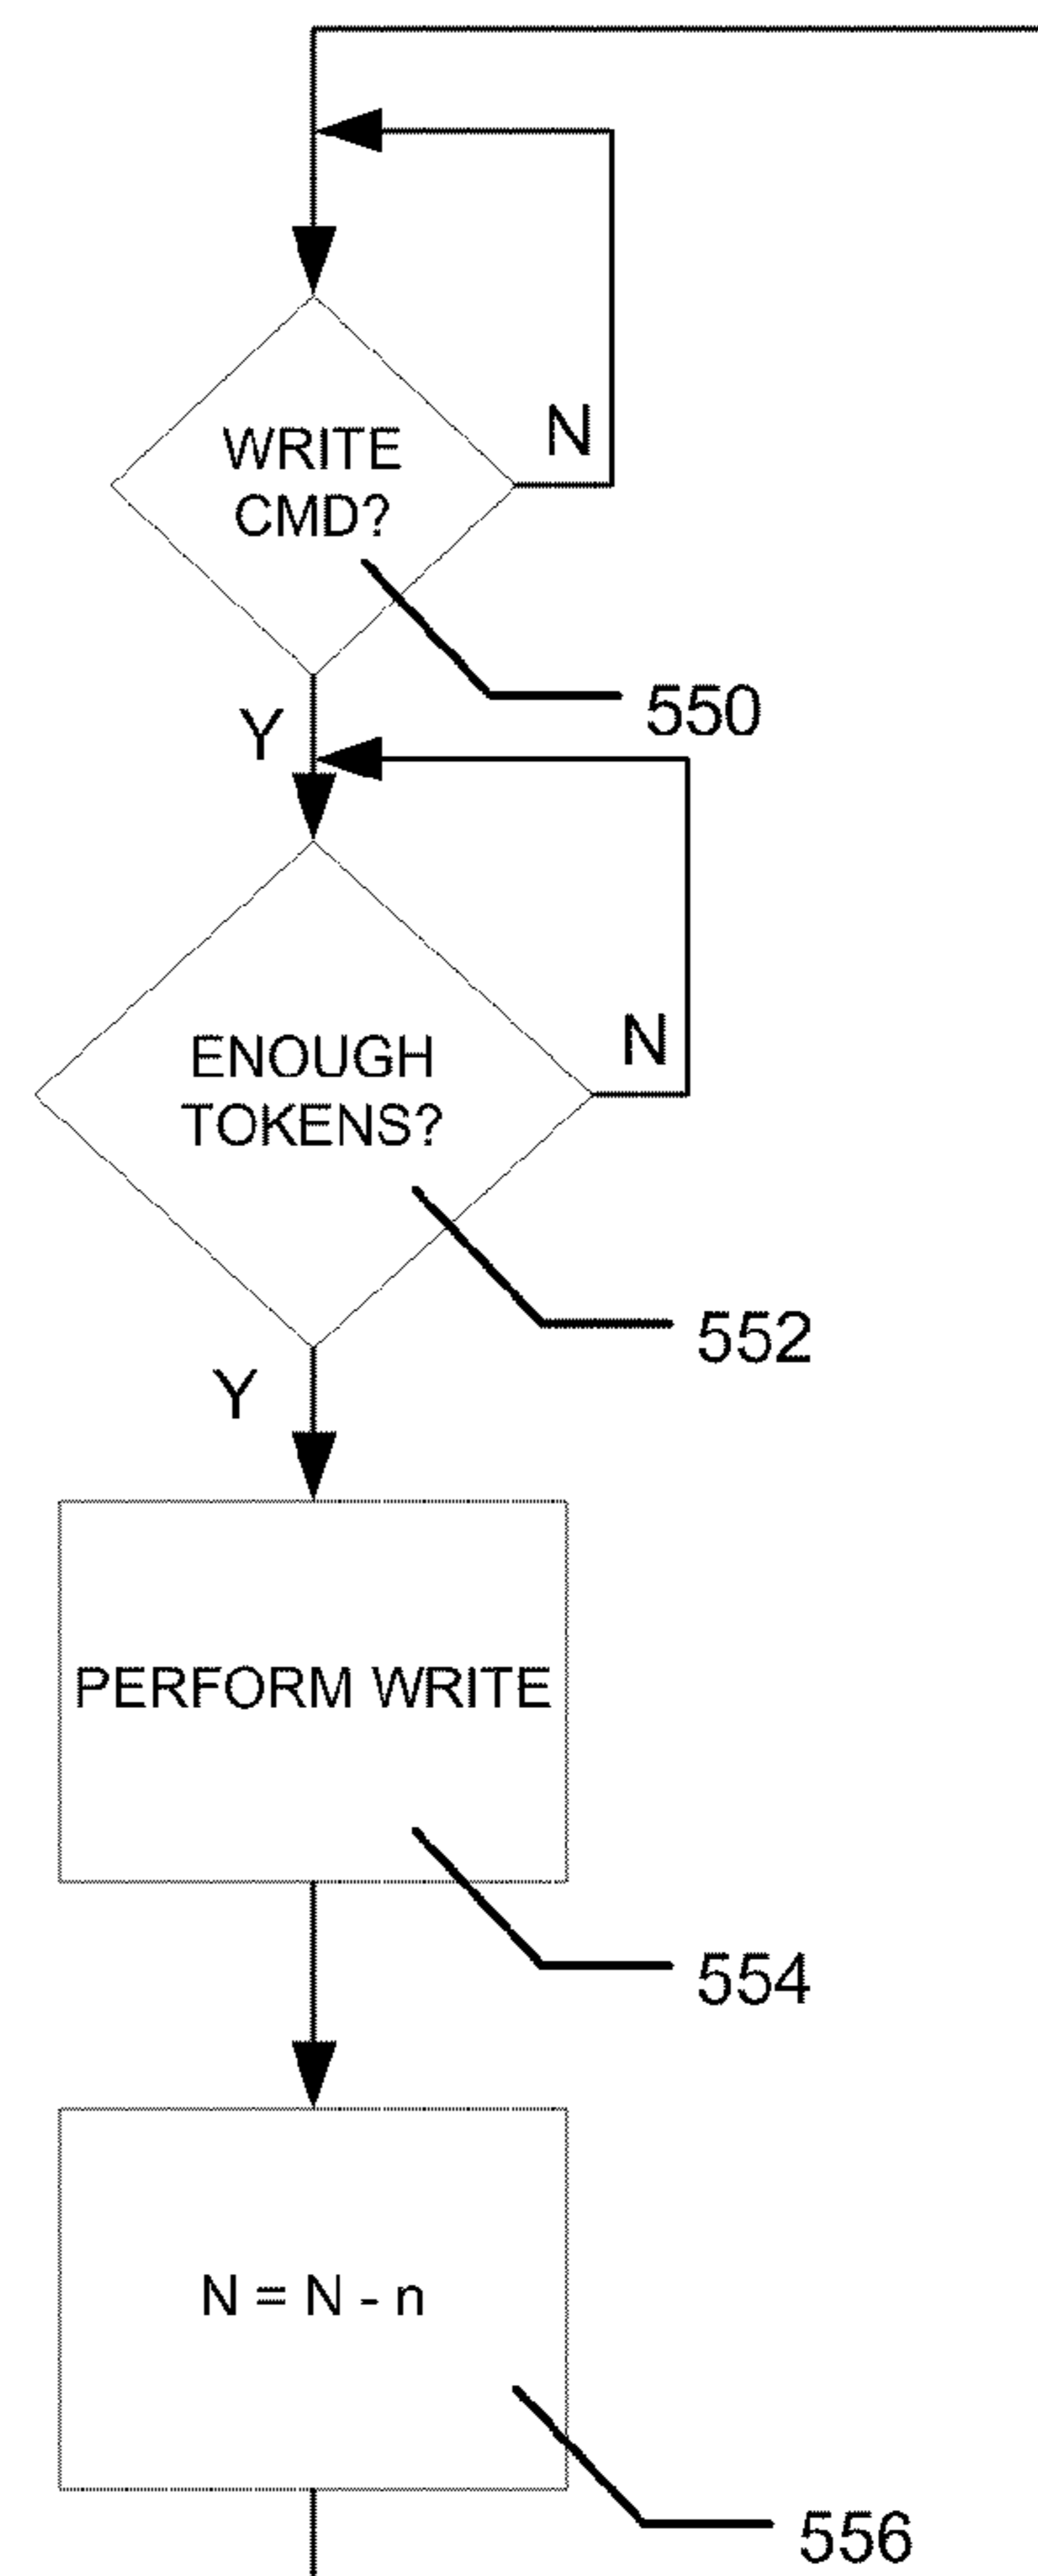 WRITE
CMD?
N
550
Y
ENOUGH
TOKENS?
N
552
Y
PERFORM WRITE
554
N = N - n
556